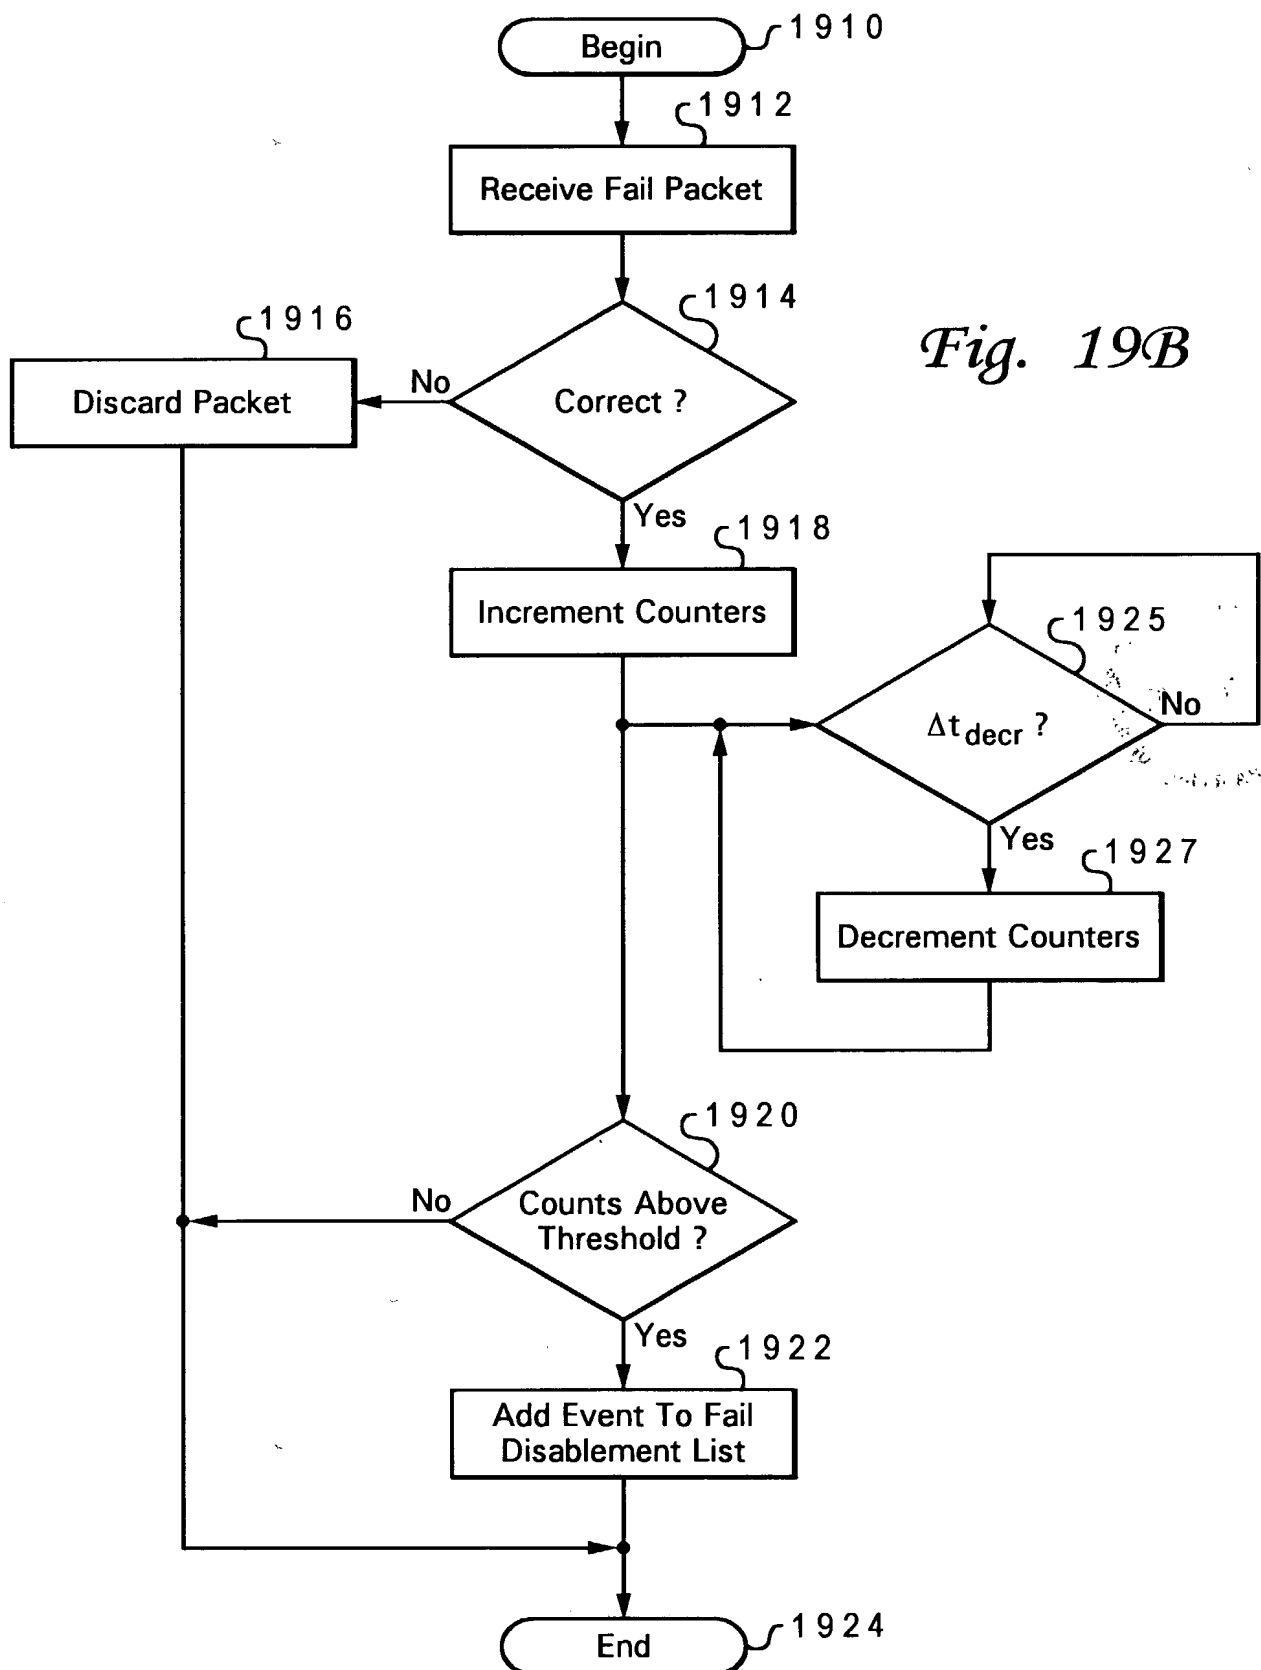 Begin
1910
1912
Receive Fail Packet
1914
Correct ?
Fig. 19B
1916
Discard Packet
No
Yes
1918
Increment Counters
1925
Δt decr ?
No
Yes
1927
Decrement Counters
1920
Counts Above
Threshold ?
No
Yes
1922
Add Event To Fail
Disablement List
End
1924